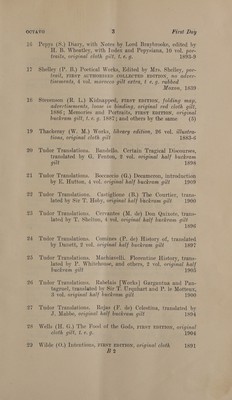 OCTAVO 3 First Day
16 Pepys (S.) Diary, with Notes by Lord Braybrooke, edited by
H. B. Wheatley, with Index and Pepysiana, 10 vol. por-
traits, original cloth gilt, t. e. g. 1893-9
17 Shelley (P. B.) Poetical Works, Edited by Mrs. Shelley, por-
trait, FIRST AUTHORISED COLLECTED EDITION, no adver-
tisements, 4 vol. morocco gilt extra, t. e. g. rubbed
Moxon, 1839
18 Stevenson (R. L.) Kidnapped, FIRST EDITION, folding map,
advertisements, loose in binding, original red cloth gilt,
1886; Memories and Portraits, FIRST EDITION, original
buckram gilt, t. e. g. 1887; and others by the same (5)
19 Thackeray (W. M.) Works, library edition, 26 vol. illustra-
tions, original cloth gilt 1883-6
20 Tudor Translations. Bandello. Certain Tragical Discourses,
translated by G. Fenton, 2 vol. original half buckram
gilt 1898
21 Tudor Translations. Boccaccio (G.) Decameron, introduction
by E. Hutton, 4 vol. original half buckram gilt 1909
22 Tudor Translations. Castiglione (B.) The Courtier, trans-
lated by Sir T. Hoby, original half buckram gilt 1900
23 Tudor Translations. Cervantes (M. de) Don Quixote, trans-
lated by T. Shelton, 4 vol. original half buckram gilt
1896
24 Tudor Translations. Comines (P. de) History of, translated
by Danett, 2 vol. original half buckram gilt 1897
25 Tudor Translations. Machiavelli. Florentine History, trans-
lated by P. Whitehorne, and others, 2 vol. original half
buckram gilt 1905
26 Tudor Translations. Rabelais [Works] Gargantua and Pan-
tagruel, translated by Sir T. Urquhart and P. le Motteux,
3 vol. original half buckram gilt 1900
27 Tudor Translations. Rojas (F. de) Celestina, translated by
J. Mabbe, original half buckram gilt 1894
28 Wells (H. G.) The Food of the Gods, FIRST EDITION, original
cloth gilt, t. e. g. 1904
29 Wilde (O.) Intentions, FIRST EDITION, original cloth 1891
B 2